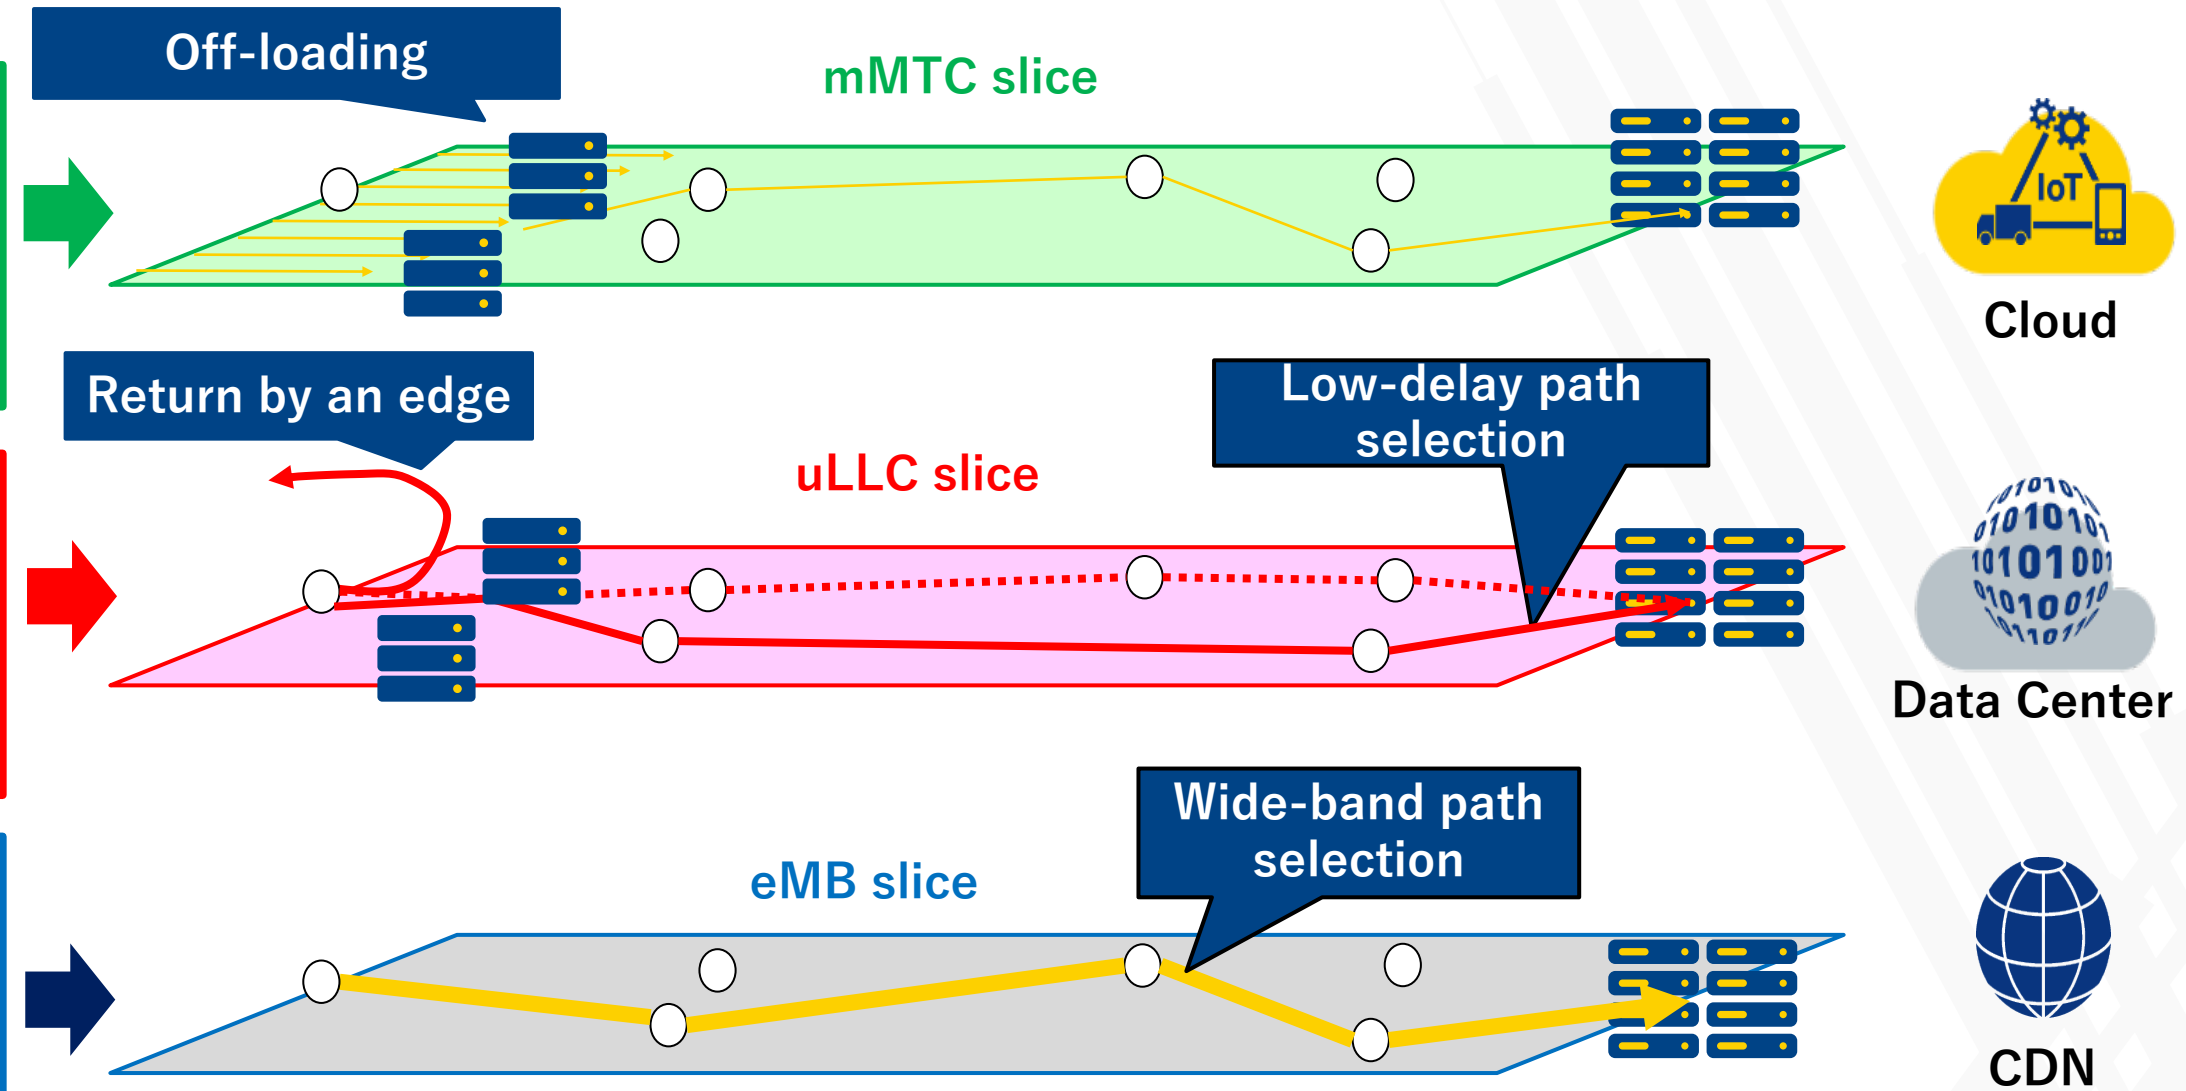 Off-loading
mMTC slice
IoT
Cloud
Return by an edge
Low-delay path
selection
uLLC slice
Data Center
Wide-band path
selection
eMB slice
CDN